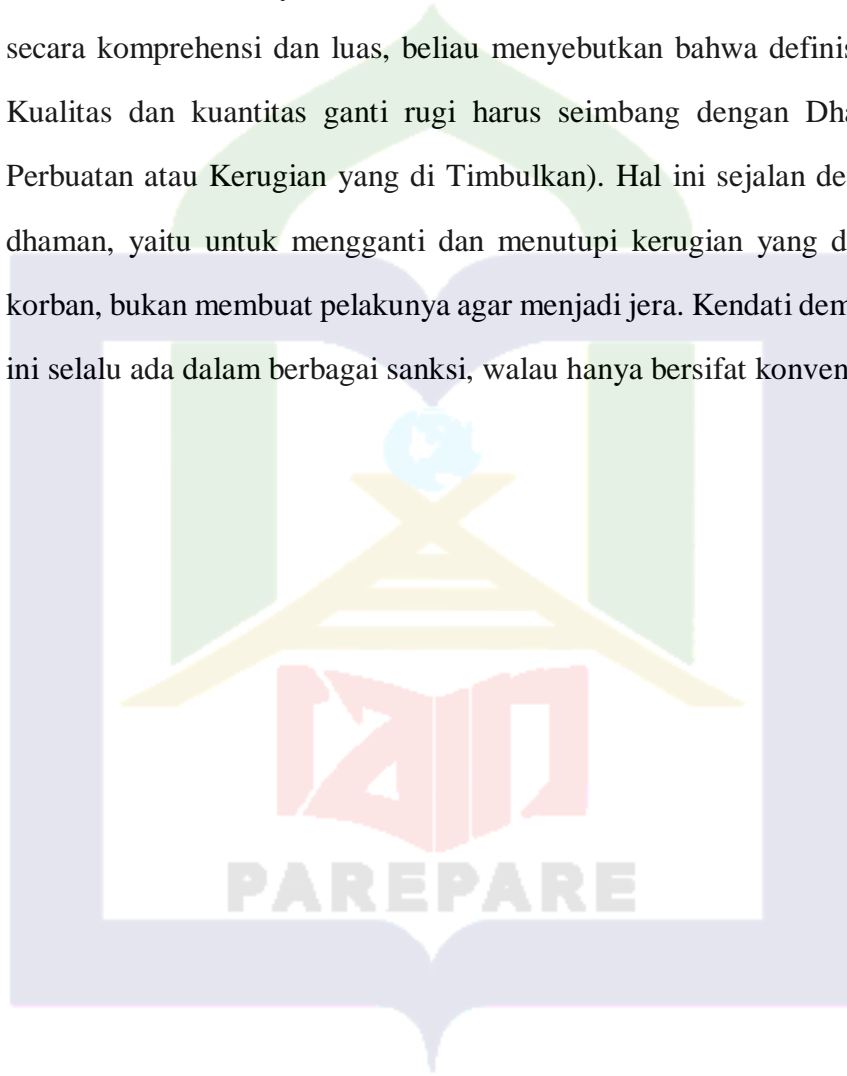 secara komprehensi dan luas, beliau menyebutkan bahwa definis
Kualitas dan kuantitas ganti rugi harus seimbang dengan Dha
Perbuatan atau Kerugian yang di Timbulkan). Hal ini sejalan de
dhaman, yaitu untuk mengganti dan menutupi kerugian yang d
korban, bukan membuat pelakunya agar menjadi jera. Kendati dem
ini selalu ada dalam berbagai sanksi, walau hanya bersifat konven
iain
PAREPARE